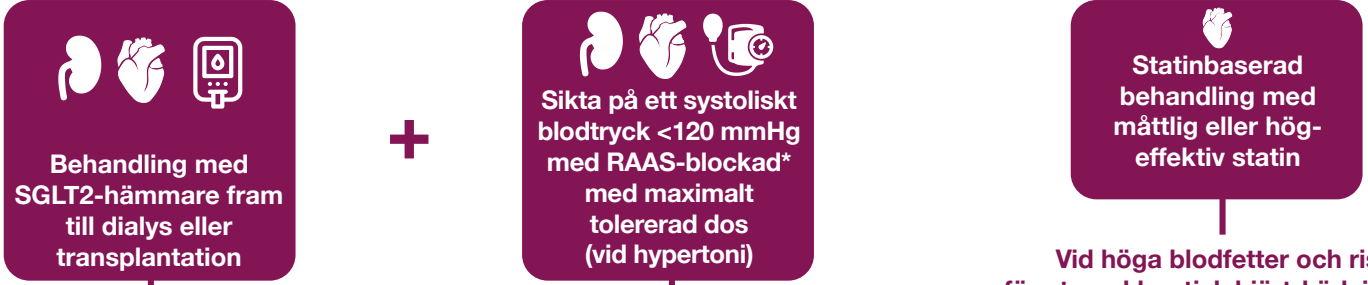 Behandling med
SGLT2-hämmare fram
till dialys eller
transplantation
+
Sikta på ett systoliskt
blodtryck <120 mmHg
med RAAS-blockad*
med maximalt
tolererad dos
(vid hypertoni)
Statinbaserad
behandling med
måttlig eller hög-
effektiv statin
Vid höga blodfetter och